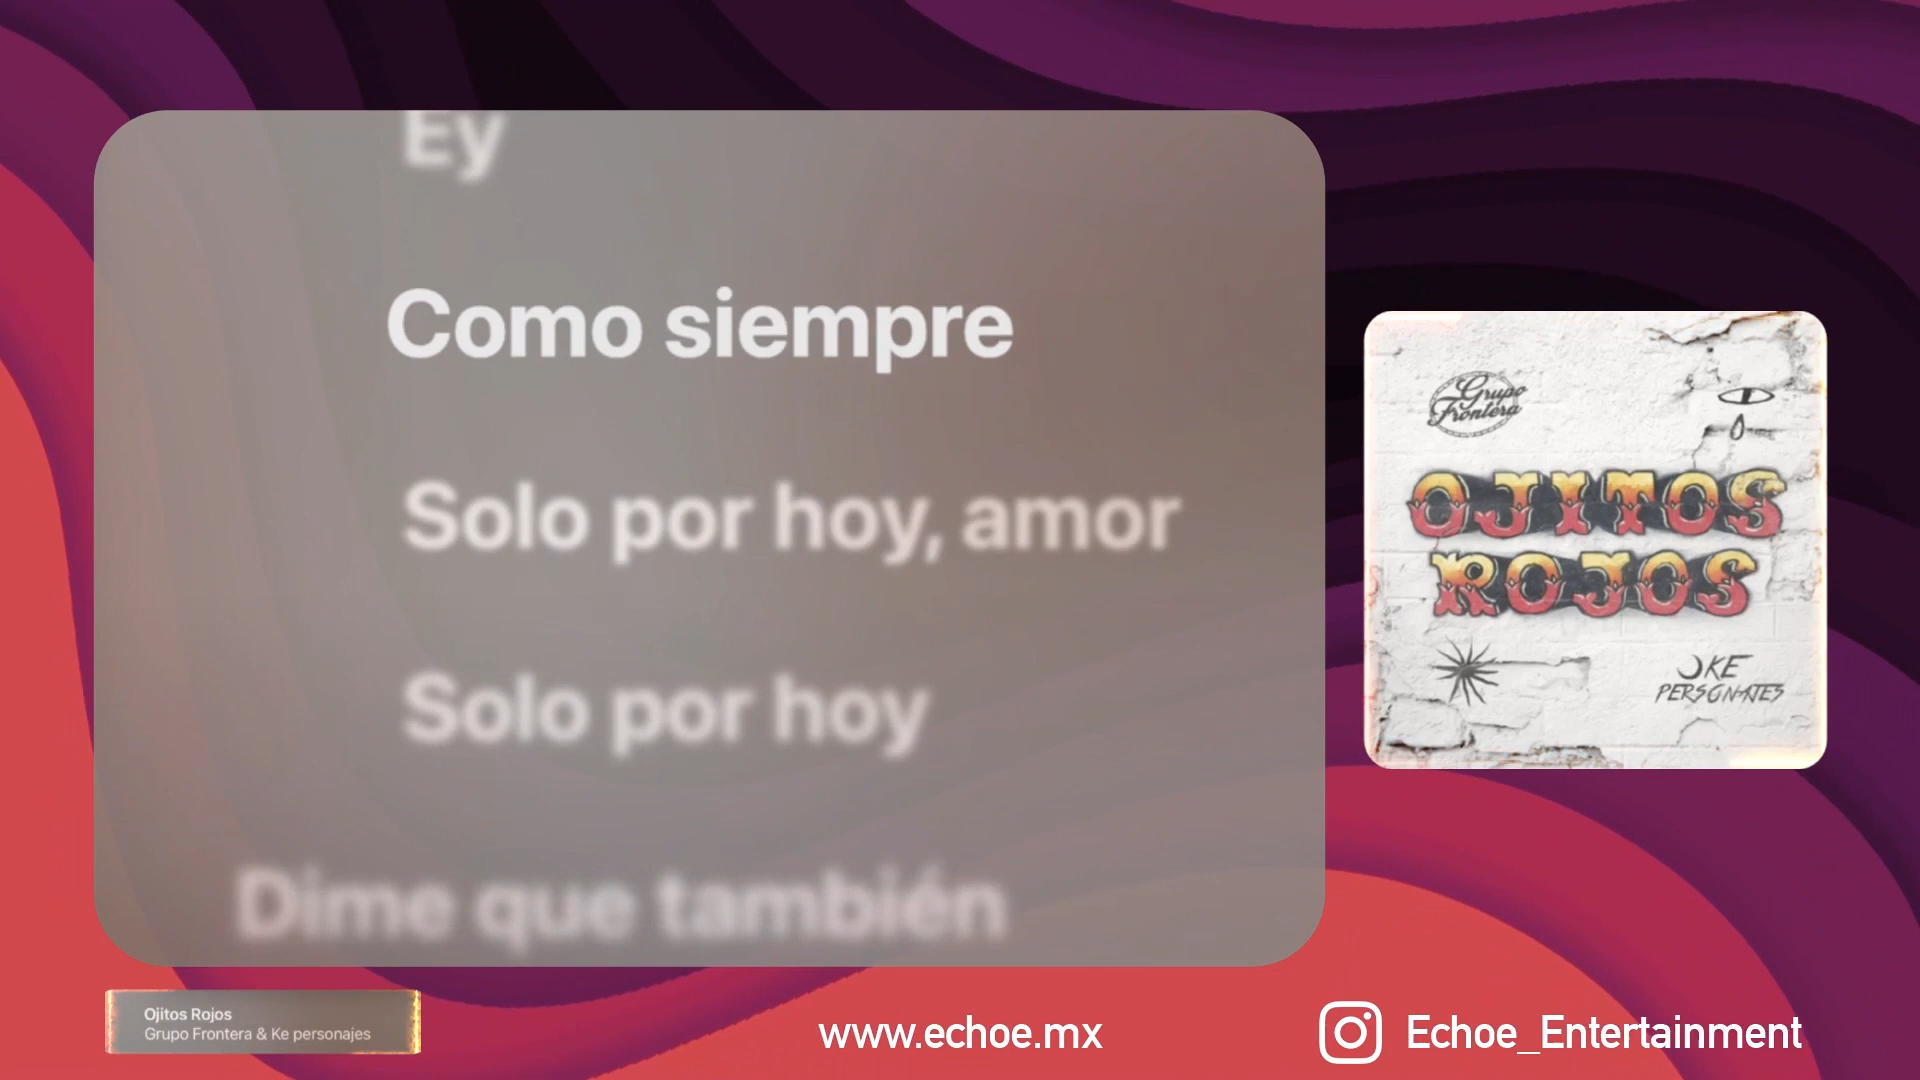 Ey
Como siempre
Solo por hoy, amor
Solo por hoy
Dime que también
Grupo
Frontera
OJITOS
ROJOS
KE
PERSONAJES
Ojitos Rojos
Grupo Frontera & Ke personajes
www.echoe.mx
Echoe_Entertainment